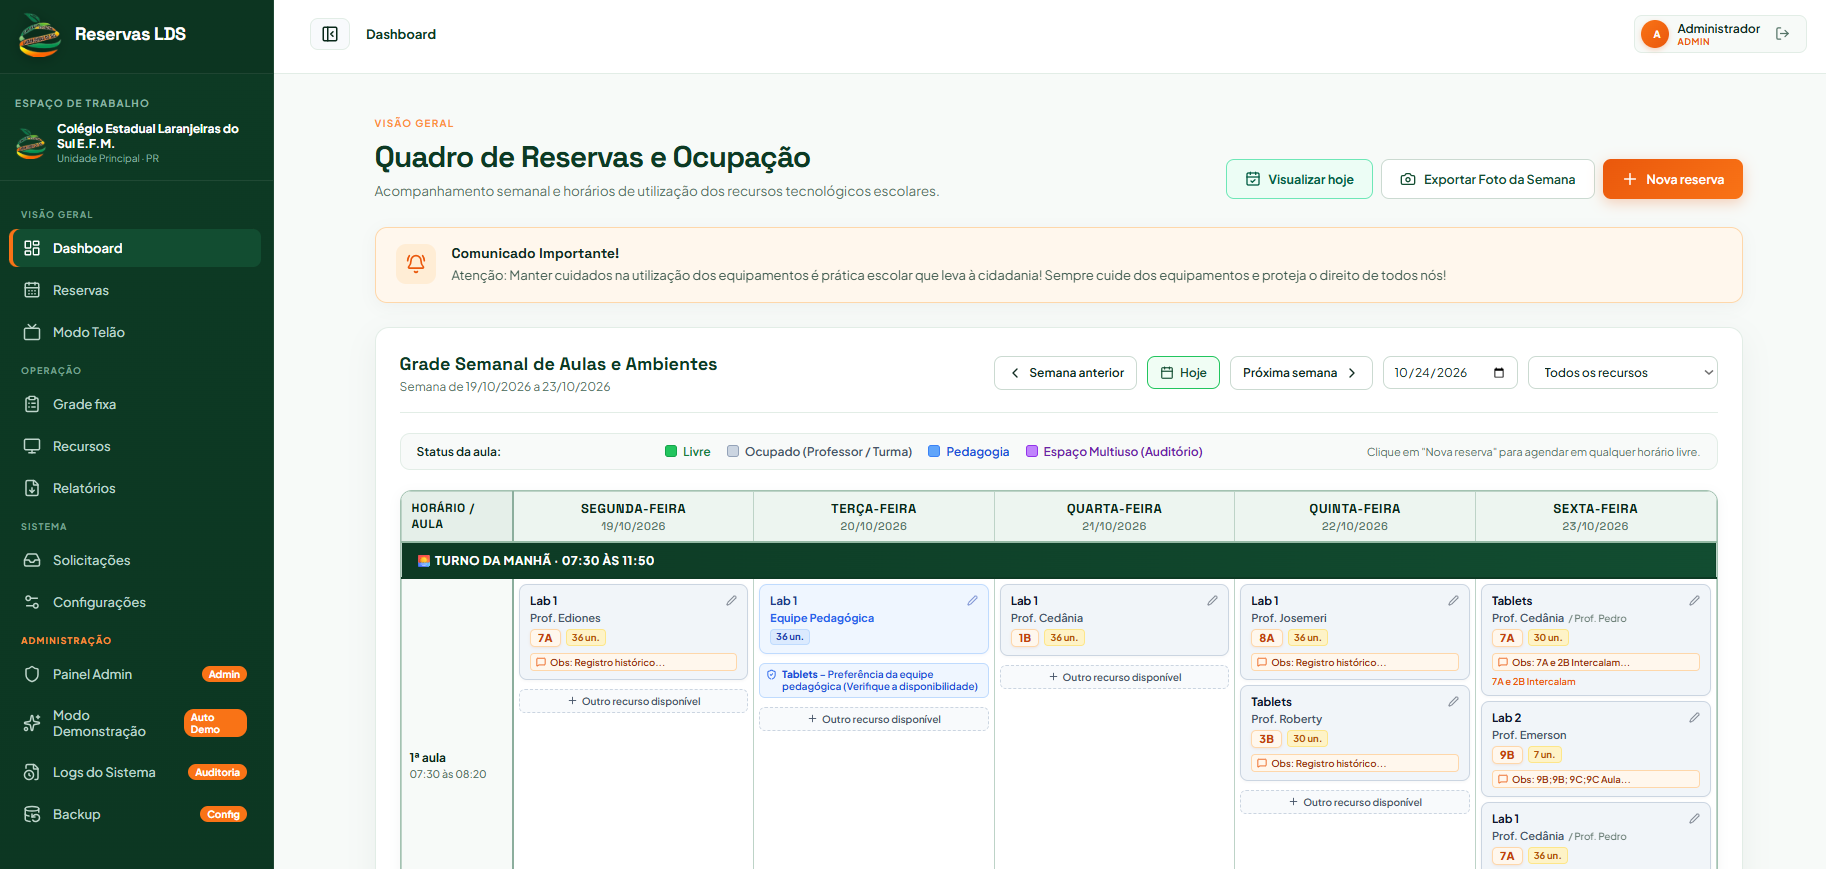 Reservas LDS
Dashboard
A
Administrador
ADMIN
ESPAÇO DE TRABALHO
Colégio Estadual Laranjeiras do
Sul E.F.M.
Unidade Principal · PR
VISÃO GERAL
Dashboard
Reservas
Modo Telão
OPERAÇÃO
Grade fixa
Recursos
Relatórios
SISTEMA
Solicitações
Configurações
ADMINISTRAÇÃO
Painel Admin
Admin
Modo
Demonstração
Auto
Demo
Logs do Sistema
Auditoria
Backup
Config
VISÃO GERAL
Quadro de Reservas e Ocupação
Acompanhamento semanal e horários de utilização dos recursos tecnológicos escolares.
Visualizar hoje
Exportar Foto da Semana
Nova reserva
Comunicado Importante!
Atenção: Manter cuidados na utilização dos equipamentos é prática escolar que leva à cidadania! Sempre cuide dos equipamentos e proteja o direito de todos nós!
Grade Semanal de Aulas e Ambientes
Semana de 19/10/2026 a 23/10/2026
Semana anterior
Hoje
Próxima semana
10/24/2026
Todos os recursos
Status da aula:
Livre
Ocupado (Professor / Turma)
Pedagogia
Espaço Multiuso (Auditório)
Clique em "Nova reserva" para agendar em qualquer horário livre.
HORÁRIO /
AULA
SEGUNDA-FEIRA
19/10/2026
TERÇA-FEIRA
20/10/2026
QUARTA-FEIRA
21/10/2026
QUINTA-FEIRA
22/10/2026
SEXTA-FEIRA
23/10/2026
TURNO DA MANHÃ · 07:30 ÀS 11:50
1ª aula
07:30 às 08:20
Lab 1
Prof. Ediones
7A 36 un.
Obs: Registro histórico...
+ Outro recurso disponível
Lab 1
Equipe Pedagógica
36 un.
Tablets – Preferência da equipe
pedagógica (Verifique a disponibilidade)
+ Outro recurso disponível
Lab 1
Prof. Cedânia
1B 36 un.
+ Outro recurso disponível
Lab 1
Prof. Josemeri
8A 36 un.
Obs: Registro histórico...
Tablets
Prof. Roberty
3B 30 un.
Obs: Registro histórico...
+ Outro recurso disponível
Tablets
Prof. Cedânia / Prof. Pedro
7A 30 un.
Obs: 7A e 2B Intercalam...
7A e 2B Intercalam
Lab 2
Prof. Emerson
9B 7 un.
Obs: 9B;9B; 9C;9C Aula...
Lab 1
Prof. Cedânia / Prof. Pedro
7A 36 un.